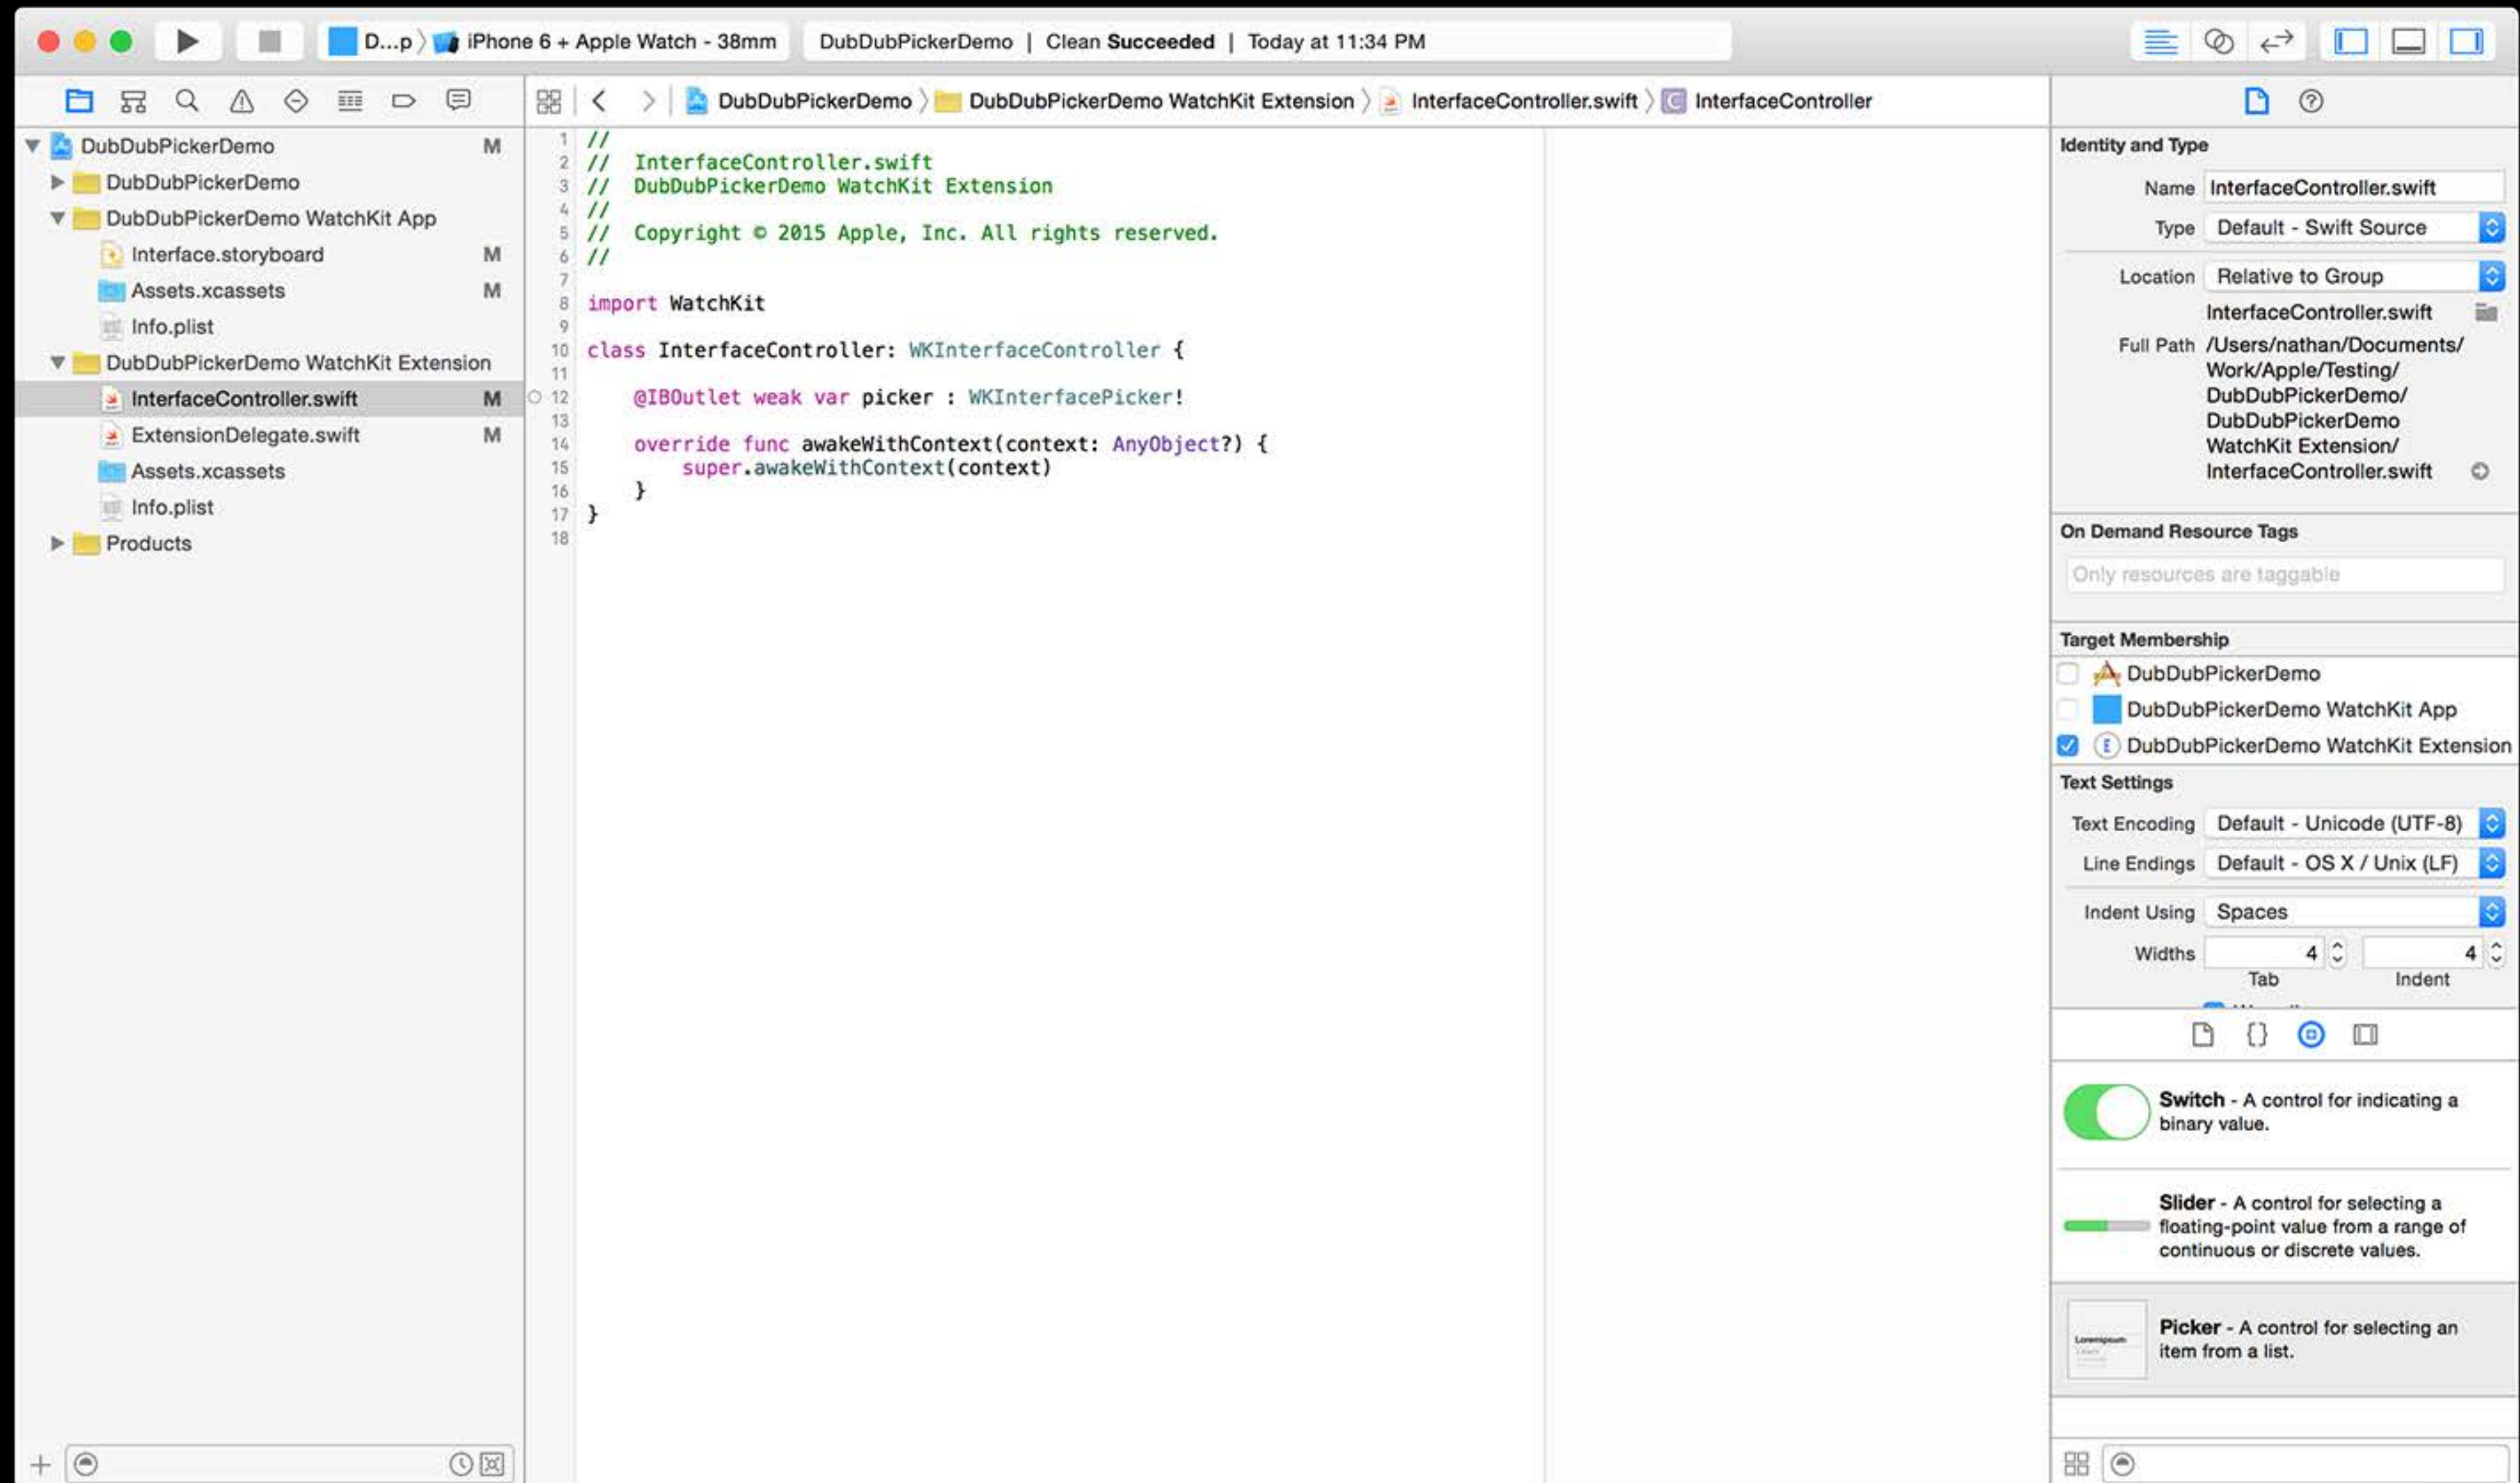 D...p iPhone 6 + Apple Watch - 38mm
DubDubPickerDemo | Clean Succeeded | Today at 11:34 PM
DubDubPickerDemo M
DubDubPickerDemo
DubDubPickerDemo WatchKit App
Interface.storyboard M
Assets.xcassets M
Info.plist
DubDubPickerDemo WatchKit Extension
InterfaceController.swift M
ExtensionDelegate.swift M
Assets.xcassets
Info.plist
Products
DubDubPickerDemo DubDubPickerDemo WatchKit Extension InterfaceController.swift C InterfaceController
1 //
2 //  InterfaceController.swift
3 //  DubDubPickerDemo WatchKit Extension
4 //
5 //  Copyright © 2015 Apple, Inc. All rights reserved.
6 //
7
8 import WatchKit
9
10 class InterfaceController: WKInterfaceController {
11
12     @IBOutlet weak var picker : WKInterfacePicker!
13
14     override func awakeWithContext(context: AnyObject?) {
15         super.awakeWithContext(context)
16     }
17 }
18
Identity and Type
Name InterfaceController.swift
Type Default - Swift Source
Location Relative to Group
InterfaceController.swift
Full Path /Users/nathan/Documents/
Work/Apple/Testing/
DubDubPickerDemo/
DubDubPickerDemo
WatchKit Extension/
InterfaceController.swift
On Demand Resource Tags
Only resources are taggable
Target Membership
DubDubPickerDemo
DubDubPickerDemo WatchKit App
E DubDubPickerDemo WatchKit Extension
Text Settings
Text Encoding Default - Unicode (UTF-8)
Line Endings Default - OS X / Unix (LF)
Indent Using Spaces
Widths 4 4
Tab Indent
{}
Switch - A control for indicating a
binary value.
Slider - A control for selecting a
floating-point value from a range of
continuous or discrete values.
Picker - A control for selecting an
item from a list.